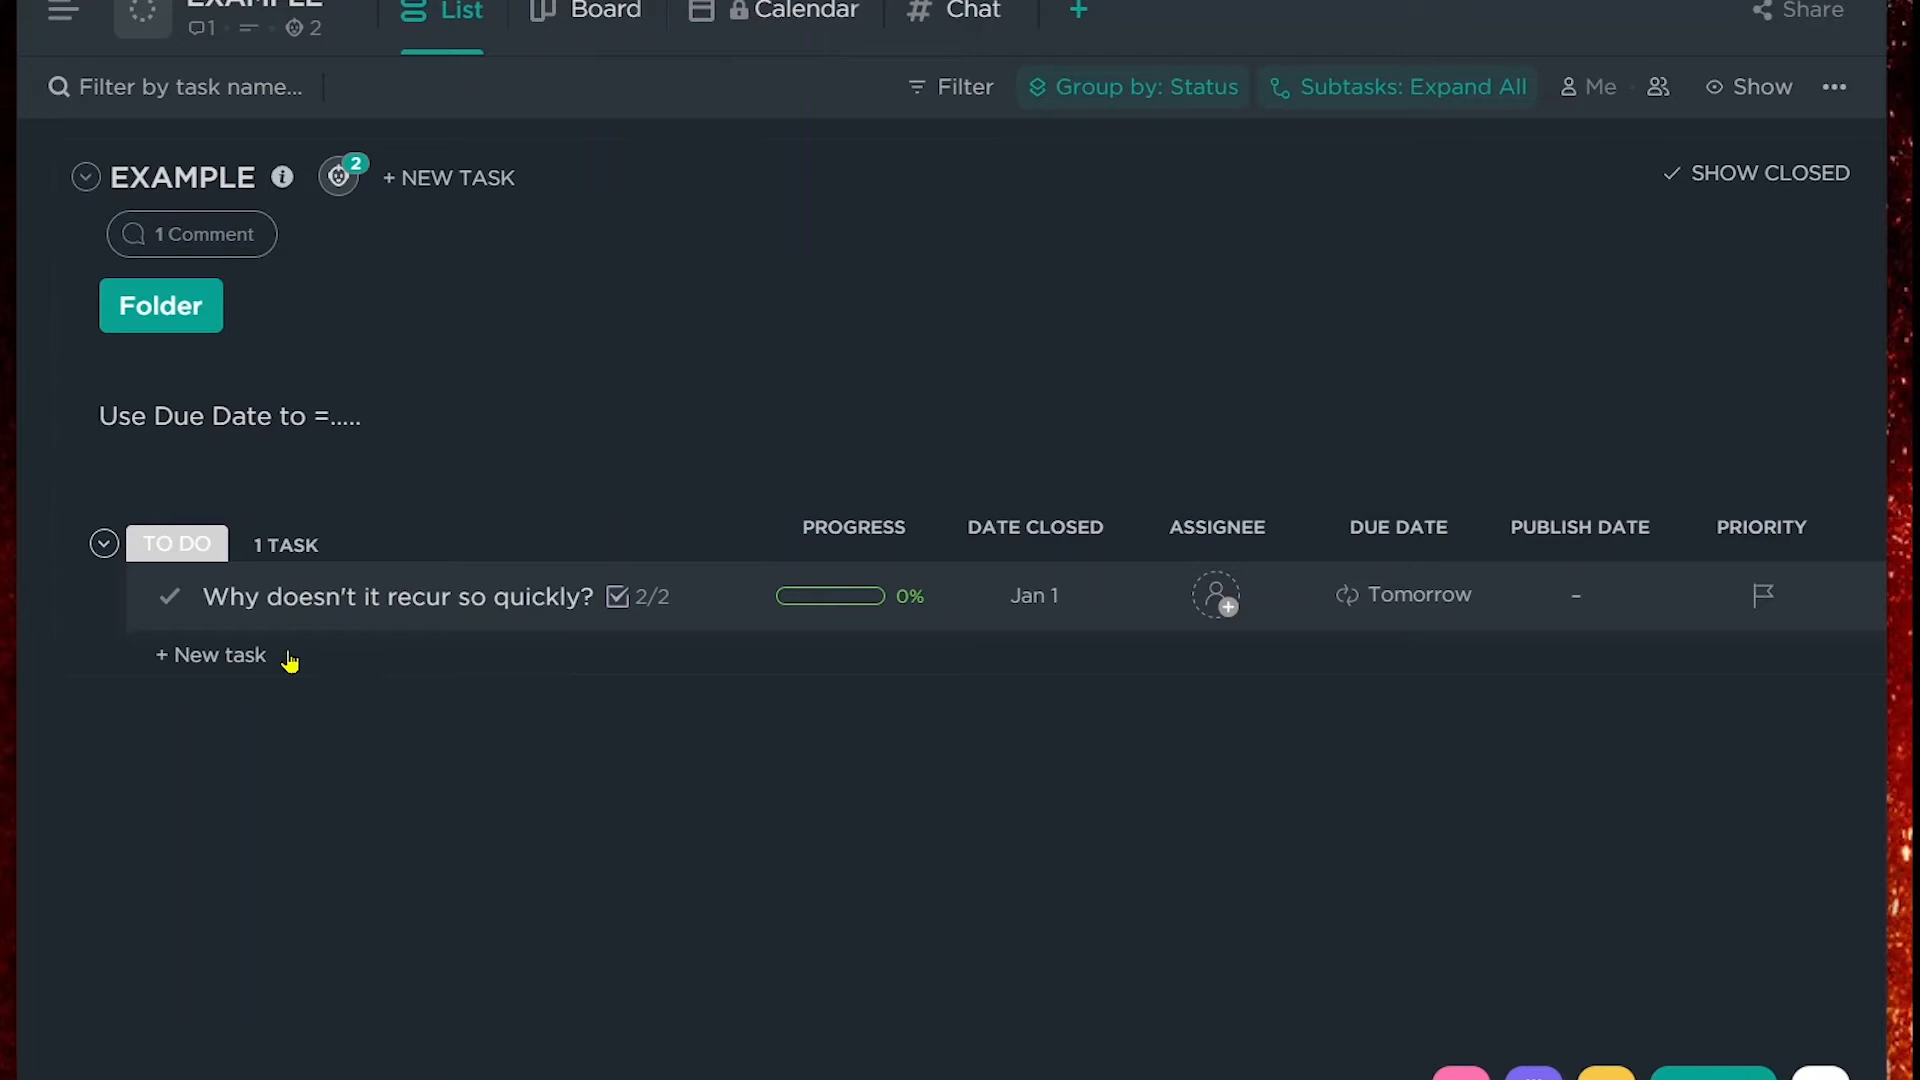 EXAMPLE
1 2
List
Board
Calendar
# Chat
+
Share
Filter by task name...
Filter
Group by: Status
Subtasks: Expand All
Me
Show
EXAMPLE
2
+ NEW TASK
SHOW CLOSED
1 Comment
Folder
Use Due Date to =.....
TO DO
1 TASK
PROGRESS
DATE CLOSED
ASSIGNEE
DUE DATE
PUBLISH DATE
PRIORITY
Why doesn't it recur so quickly? 2/2
0%
Jan 1
Tomorrow
–
+ New task